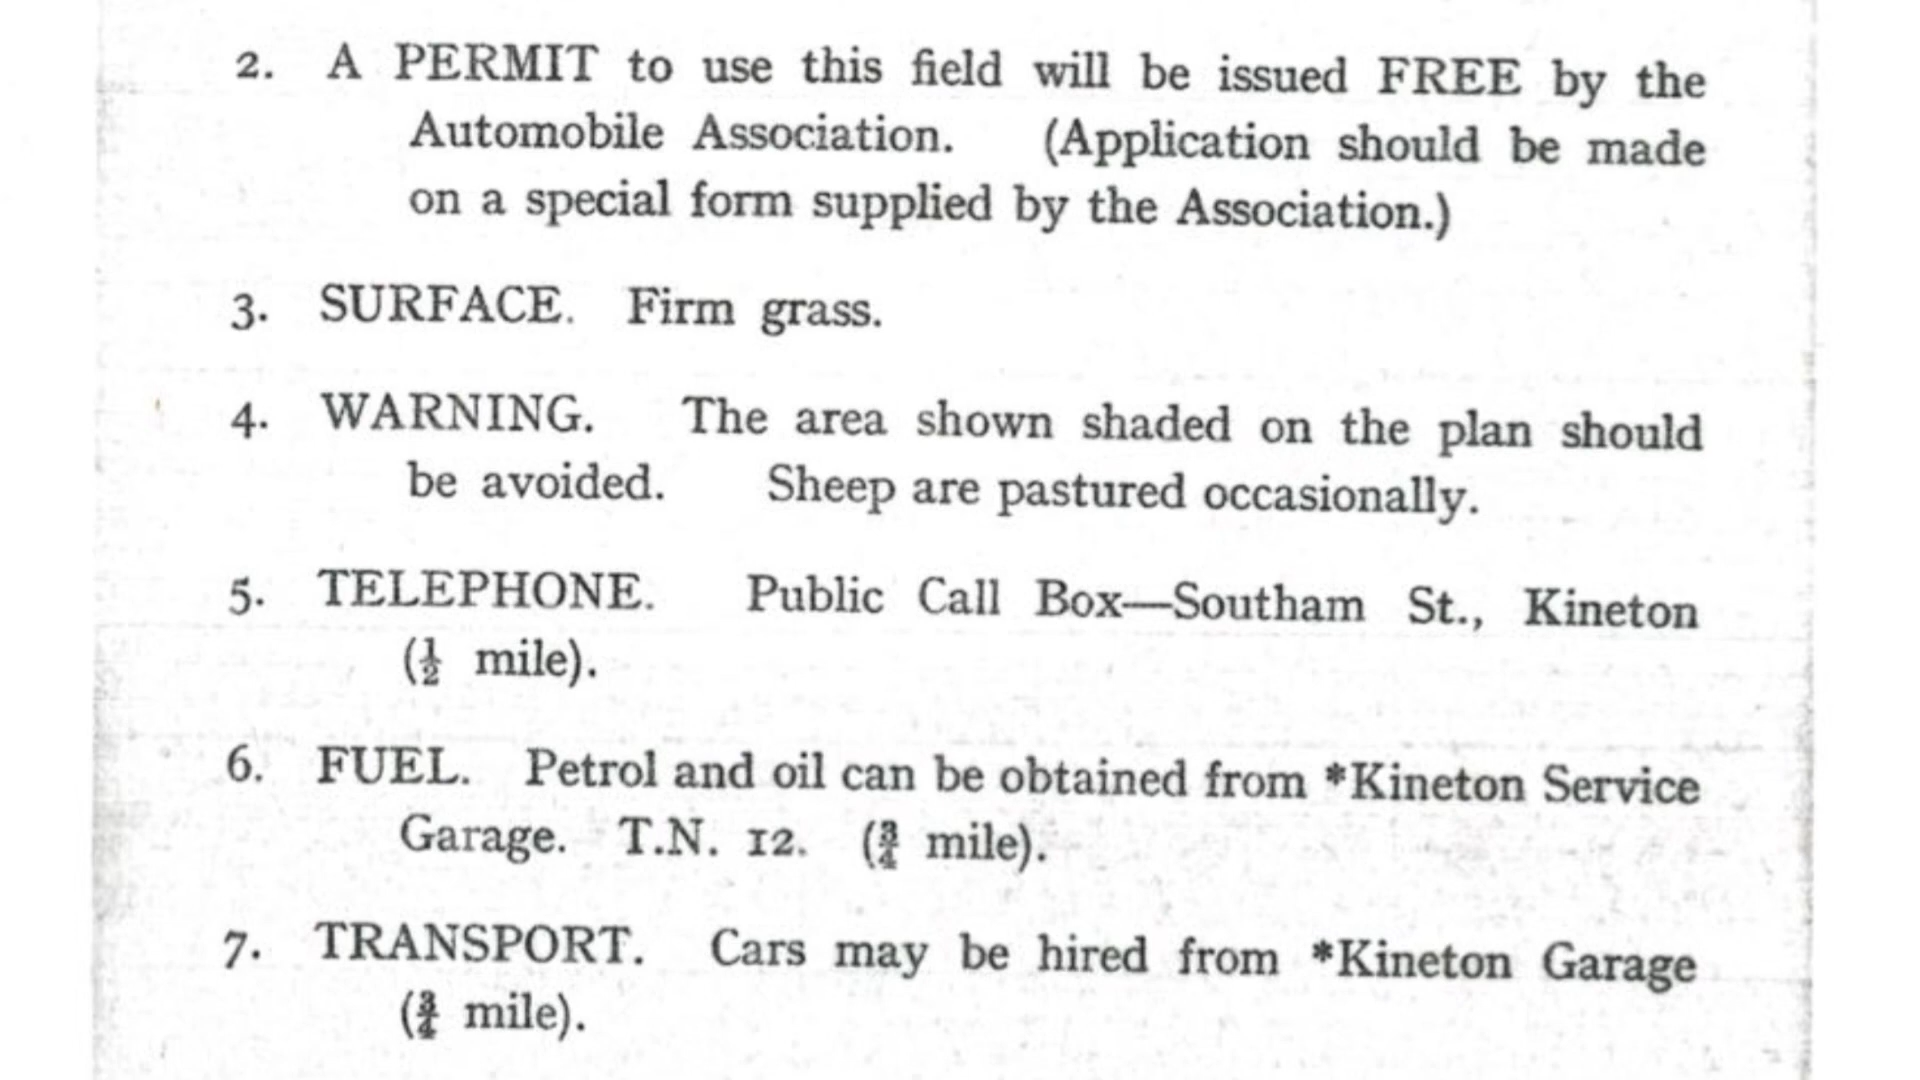 2. A PERMIT to use this field will be issued FREE by the
Automobile Association. (Application should be made
on a special form supplied by the Association.)
3. SURFACE. Firm grass.
4. WARNING. The area shown shaded on the plan should
be avoided. Sheep are pastured occasionally.
5. TELEPHONE. Public Call Box—Southam St., Kineton
(½ mile).
6. FUEL. Petrol and oil can be obtained from *Kineton Service
Garage. T.N. 12. (¾ mile).
7. TRANSPORT. Cars may be hired from *Kineton Garage
(¾ mile).